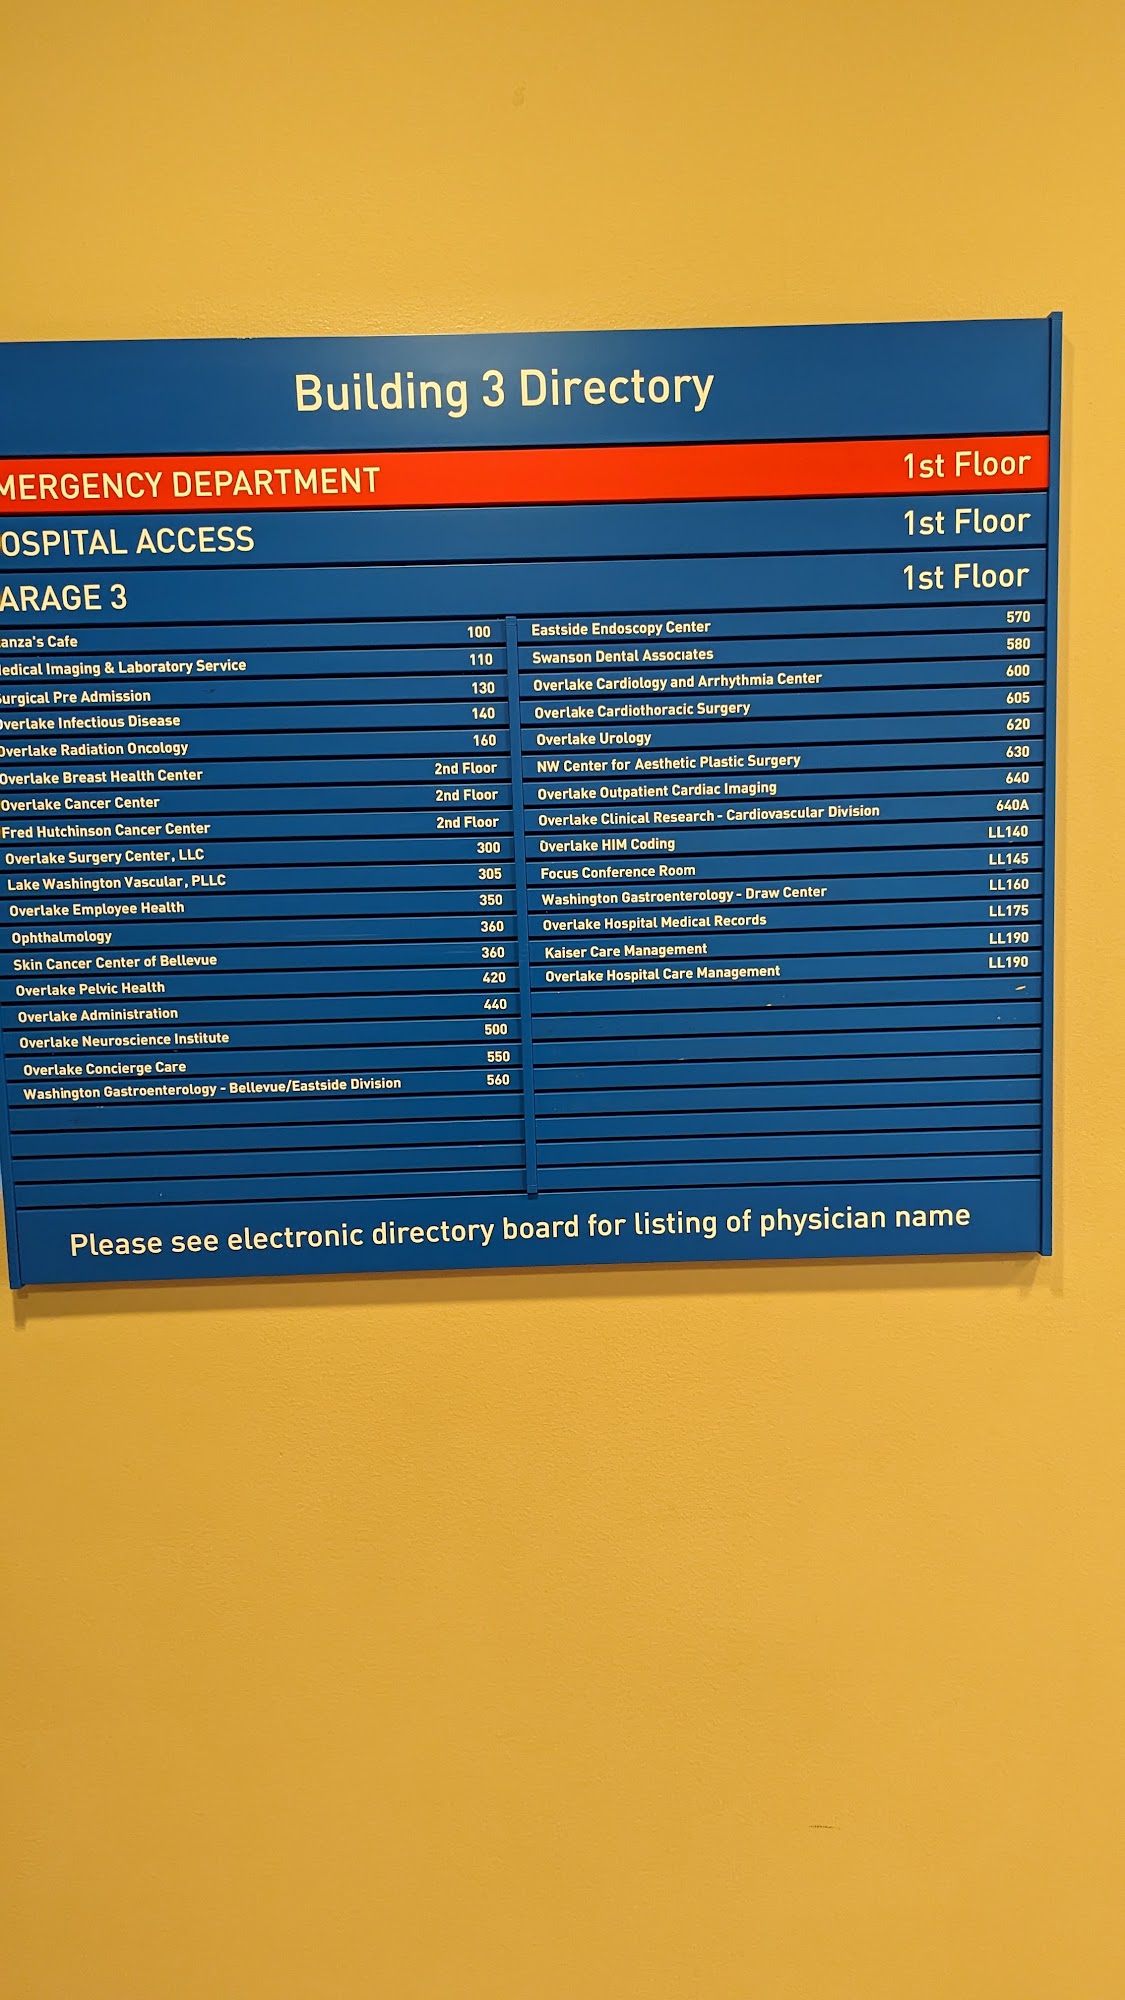 Building 3 Directory
MERGENCY DEPARTMENT 1st Floor
OSPITAL ACCESS 1st Floor
ARAGE 3 1st Floor
anza's Cafe 100
edical Imaging & Laboratory Service 110
urgical Pre Admission 130
Overlake Infectious Disease 140
Overlake Radiation Oncology 160
Overlake Breast Health Center 2nd Floor
Overlake Cancer Center 2nd Floor
Fred Hutchinson Cancer Center 2nd Floor
Overlake Surgery Center, LLC 300
Lake Washington Vascular, PLLC 305
Overlake Employee Health 350
Ophthalmology 360
Skin Cancer Center of Bellevue 360
Overlake Pelvic Health 420
Overlake Administration 440
Overlake Neuroscience Institute 500
Overlake Concierge Care 550
Washington Gastroenterology - Bellevue/Eastside Division 560
Eastside Endoscopy Center 570
Swanson Dental Associates 580
Overlake Cardiology and Arrhythmia Center 600
Overlake Cardiothoracic Surgery 605
Overlake Urology 620
NW Center for Aesthetic Plastic Surgery 630
Overlake Outpatient Cardiac Imaging 640
Overlake Clinical Research - Cardiovascular Division 640A
Overlake HIM Coding LL140
Focus Conference Room LL145
Washington Gastroenterology - Draw Center LL160
Overlake Hospital Medical Records LL175
Kaiser Care Management LL190
Overlake Hospital Care Management LL190
Please see electronic directory board for listing of physician name